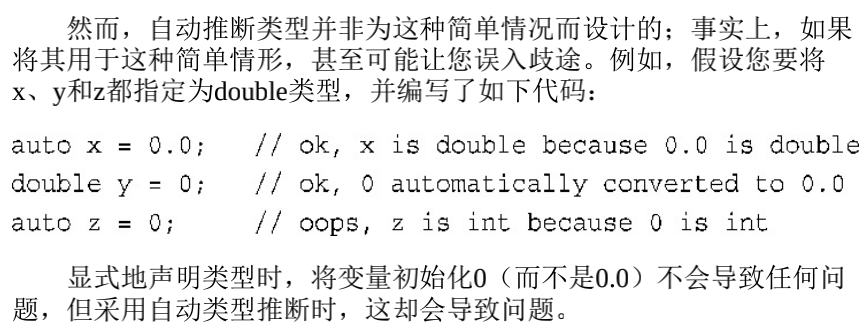 然而，自动推断类型并非为这种简单情况而设计的；事实上，如果
将其用于这种简单情形，甚至可能让您误入歧途。例如，假设您要将
x、y和z都指定为double类型，并编写了如下代码：
auto x = 0.0;   // ok, x is double because 0.0 is double
double y = 0;   // ok, 0 automatically converted to 0.0
auto z = 0;     // oops, z is int because 0 is int
显式地声明类型时，将变量初始化0（而不是0.0）不会导致任何问
题，但采用自动类型推断时，这却会导致问题。